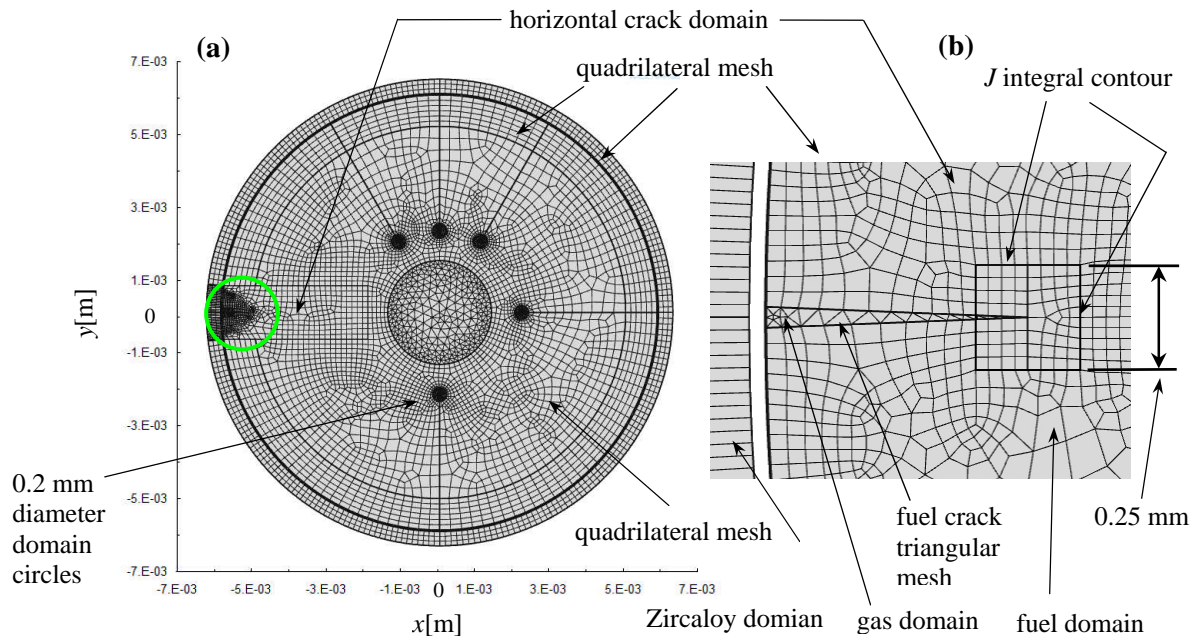 horizontal crack domain
(a)
(b)
7.E-03
quadrilateral mesh
J integral contour
5.E-03
3.E-03
1.E-03
y[m]
0
-1.E-03
-3.E-03
0.2 mm
diameter
domain
circles
-5.E-03
quadrilateral mesh
fuel crack
triangular
mesh
0.25 mm
-7.E-03
-7.E-03 -5.E-03 -3.E-03 -1.E-03 0 1.E-03 3.E-03 5.E-03 7.E-03
x[m]
Zircaloy domian
gas domain
fuel domain